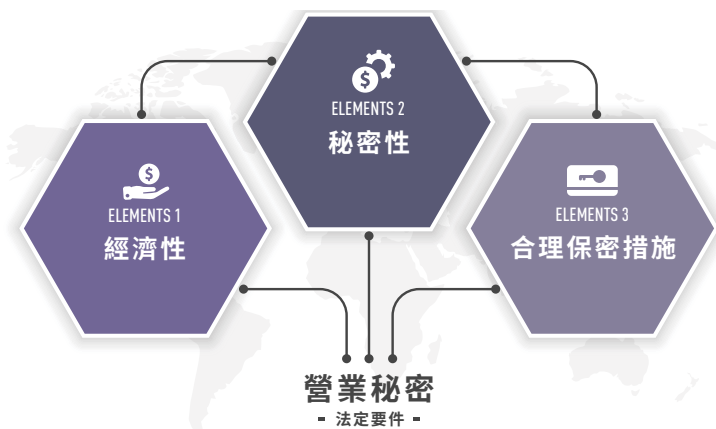 ELEMENTS 1
經濟性
ELEMENTS 2
秘密性
ELEMENTS 3
合理保密措施
營業秘密
- 法定要件 -